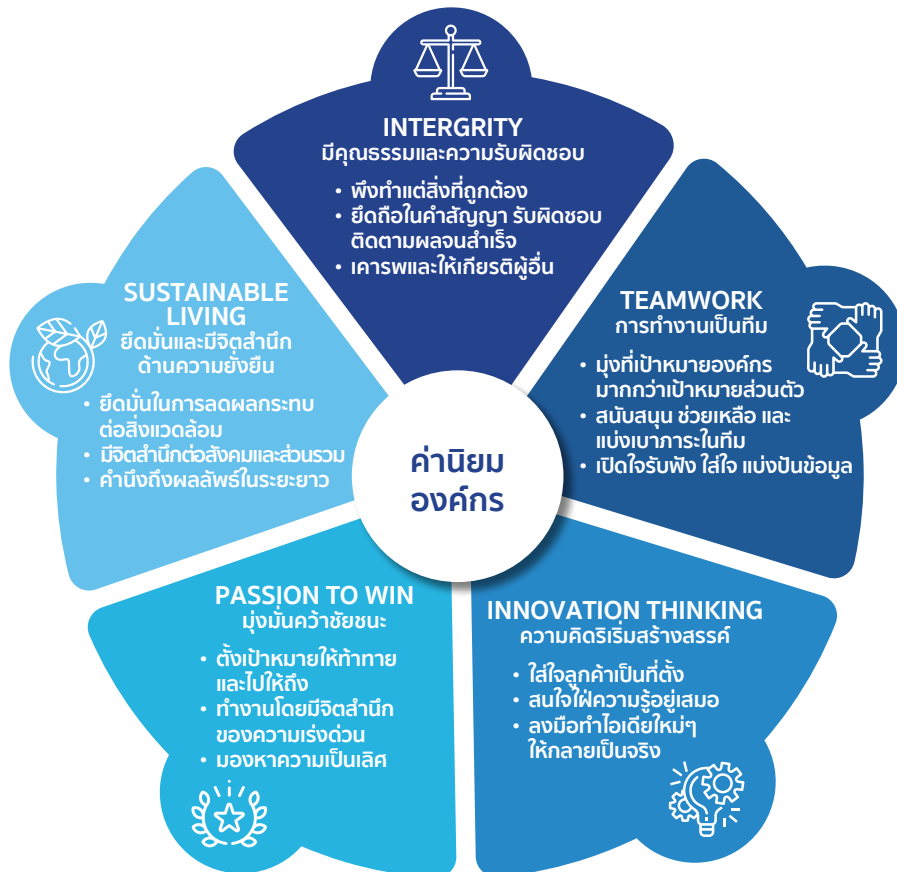 INTERGRITY
มีคุณธรรมและความรับผิดชอบ
• พึงทำแต่สิ่งที่ถูกต้อง
• ยึดถือในคำสัญญา รับผิดชอบ
ติดตามผลจนสำเร็จ
• เคารพและให้เกียรติผู้อื่น
TEAMWORK
การทำงานเป็นทีม
• มุ่งที่เป้าหมายองค์กร
มากกว่าเป้าหมายส่วนตัว
• สนับสนุน ช่วยเหลือ และ
แบ่งเบาภาระในทีม
• เปิดใจรับฟัง ใส่ใจ แบ่งปันข้อมูล
INNOVATION THINKING
ความคิดริเริ่มสร้างสรรค์
• ใส่ใจลูกค้าเป็นที่ตั้ง
• สนใจใฝ่ความรู้อยู่เสมอ
• ลงมือทำไอเดียใหม่ๆ
ให้กลายเป็นจริง
PASSION TO WIN
มุ่งมั่นคว้าชัยชนะ
• ตั้งเป้าหมายให้ท้าทาย
และไปให้ถึง
• ทำงานโดยมีจิตสำนึก
ของความเร่งด่วน
• มองหาความเป็นเลิศ
SUSTAINABLE
LIVING
ยึดมั่นและมีจิตสำนึก
ด้านความยั่งยืน
• ยึดมั่นในการลดผลกระทบ
ต่อสิ่งแวดล้อม
• มีจิตสำนึกต่อสังคมและส่วนรวม
• คำนึงถึงผลลัพธ์ในระยะยาว
ค่านิยม
องค์กร